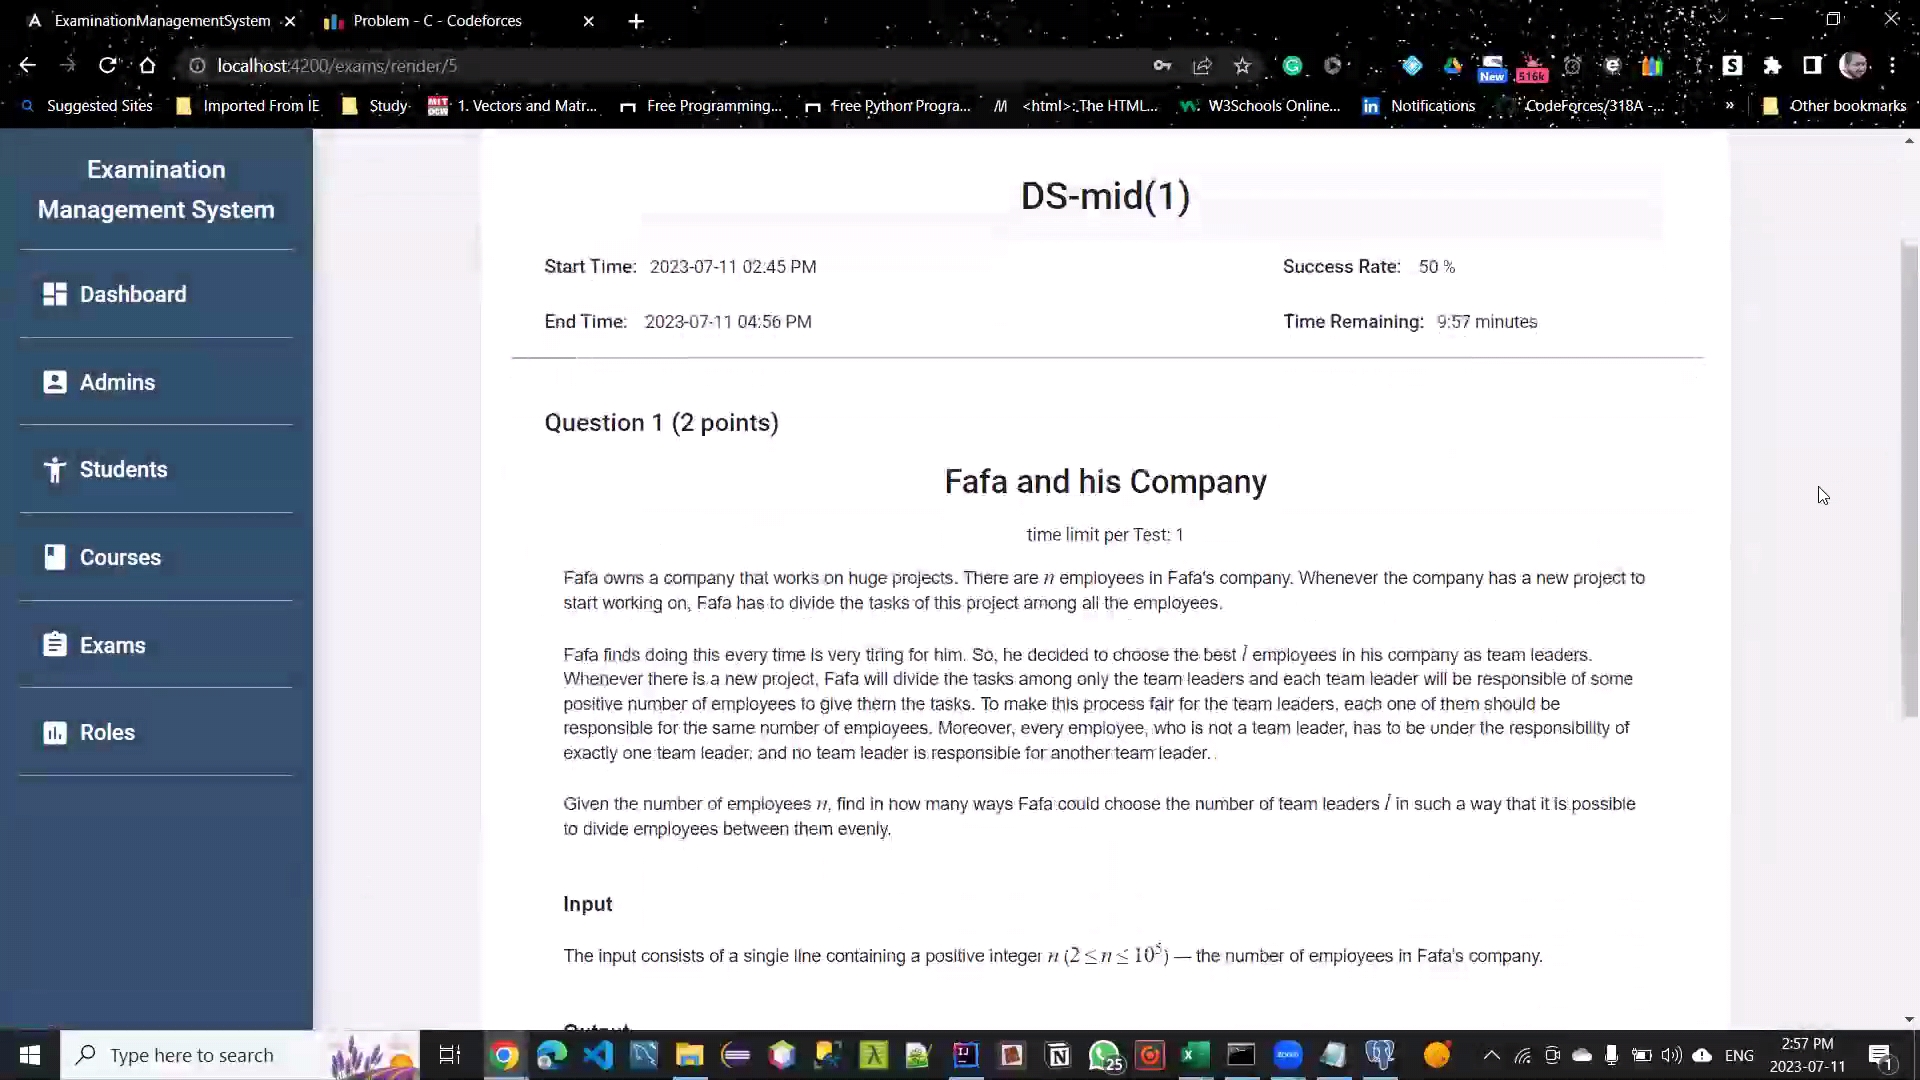 ExaminationManagementSystem
Problem - C - Codeforces
localhost:4200/exams/render/5
New
516k
Suggested Sites
Imported From IE
Study
MIT
OCW
1. Vectors and Matr...
Free Programming...
Free Python Progra...
<html>: The HTML...
W3Schools Online...
Notifications
CodeForces/318A -...
»
Other bookmarks
Examination
Management System
Dashboard
Admins
Students
Courses
Exams
Roles
DS-mid(1)
Start Time: 2023-07-11 02:45 PM
Success Rate: 50 %
End Time: 2023-07-11 04:56 PM
Time Remaining: 9:57 minutes
Question 1 (2 points)
Fafa and his Company
time limit per Test: 1
Fafa owns a company that works on huge projects. There are n employees in Fafa's company. Whenever the company has a new project to
start working on, Fafa has to divide the tasks of this project among all the employees.
Fafa finds doing this every time is very tiring for him. So, he decided to choose the best l employees in his company as team leaders.
Whenever there is a new project, Fafa will divide the tasks among only the team leaders and each team leader will be responsible of some
positive number of employees to give them the tasks. To make this process fair for the team leaders, each one of them should be
responsible for the same number of employees. Moreover, every employee, who is not a team leader, has to be under the responsibility of
exactly one team leader, and no team leader is responsible for another team leader.
Given the number of employees n, find in how many ways Fafa could choose the number of team leaders l in such a way that it is possible
to divide employees between them evenly.
Input
The input consists of a single line containing a positive integer n (2 ≤ n ≤ 10^5) — the number of employees in Fafa's company.
Output
Type here to search
25
zoom
ENG
2:57 PM
2023-07-11
1